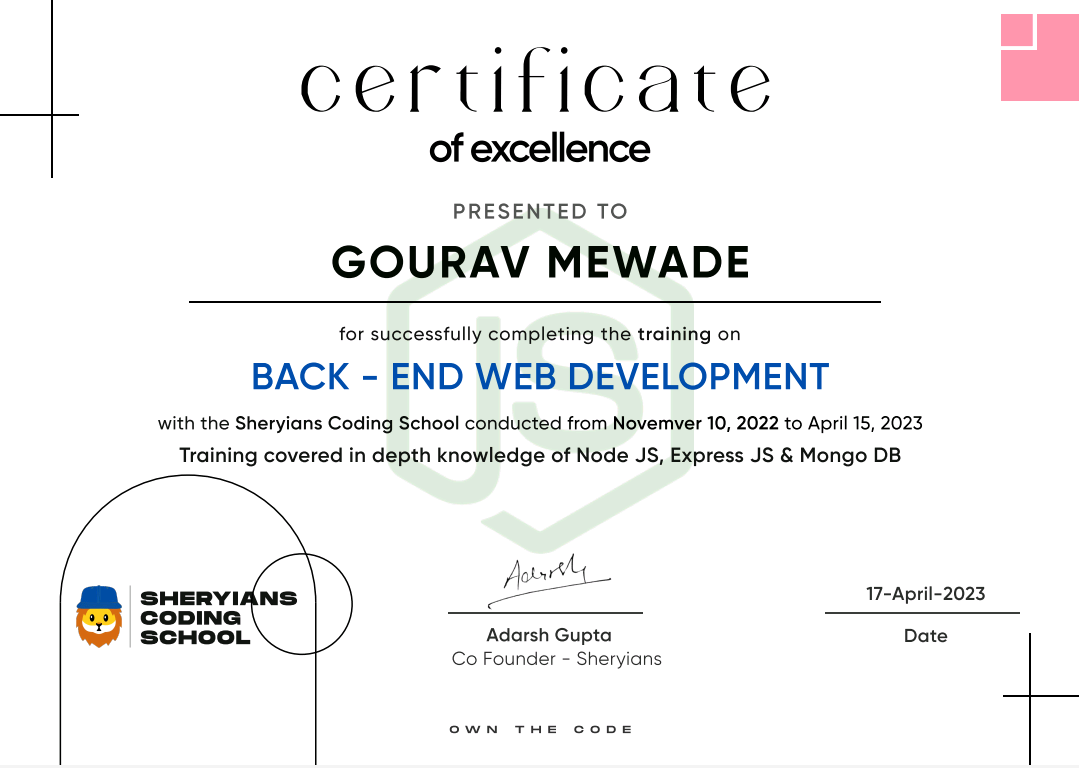 certificate
of excellence
PRESENTED TO
GOURAV MEWADE
for successfully completing the training on
BACK - END WEB DEVELOPMENT
with the Sheryians Coding School conducted from Novemver 10, 2022 to April 15, 2023
Training covered in depth knowledge of Node JS, Express JS & Mongo DB
JS
SHERYIANS
CODING
SCHOOL
Adarsh
Adarsh Gupta
Co Founder - Sheryians
17-April-2023
Date
OWN THE CODE